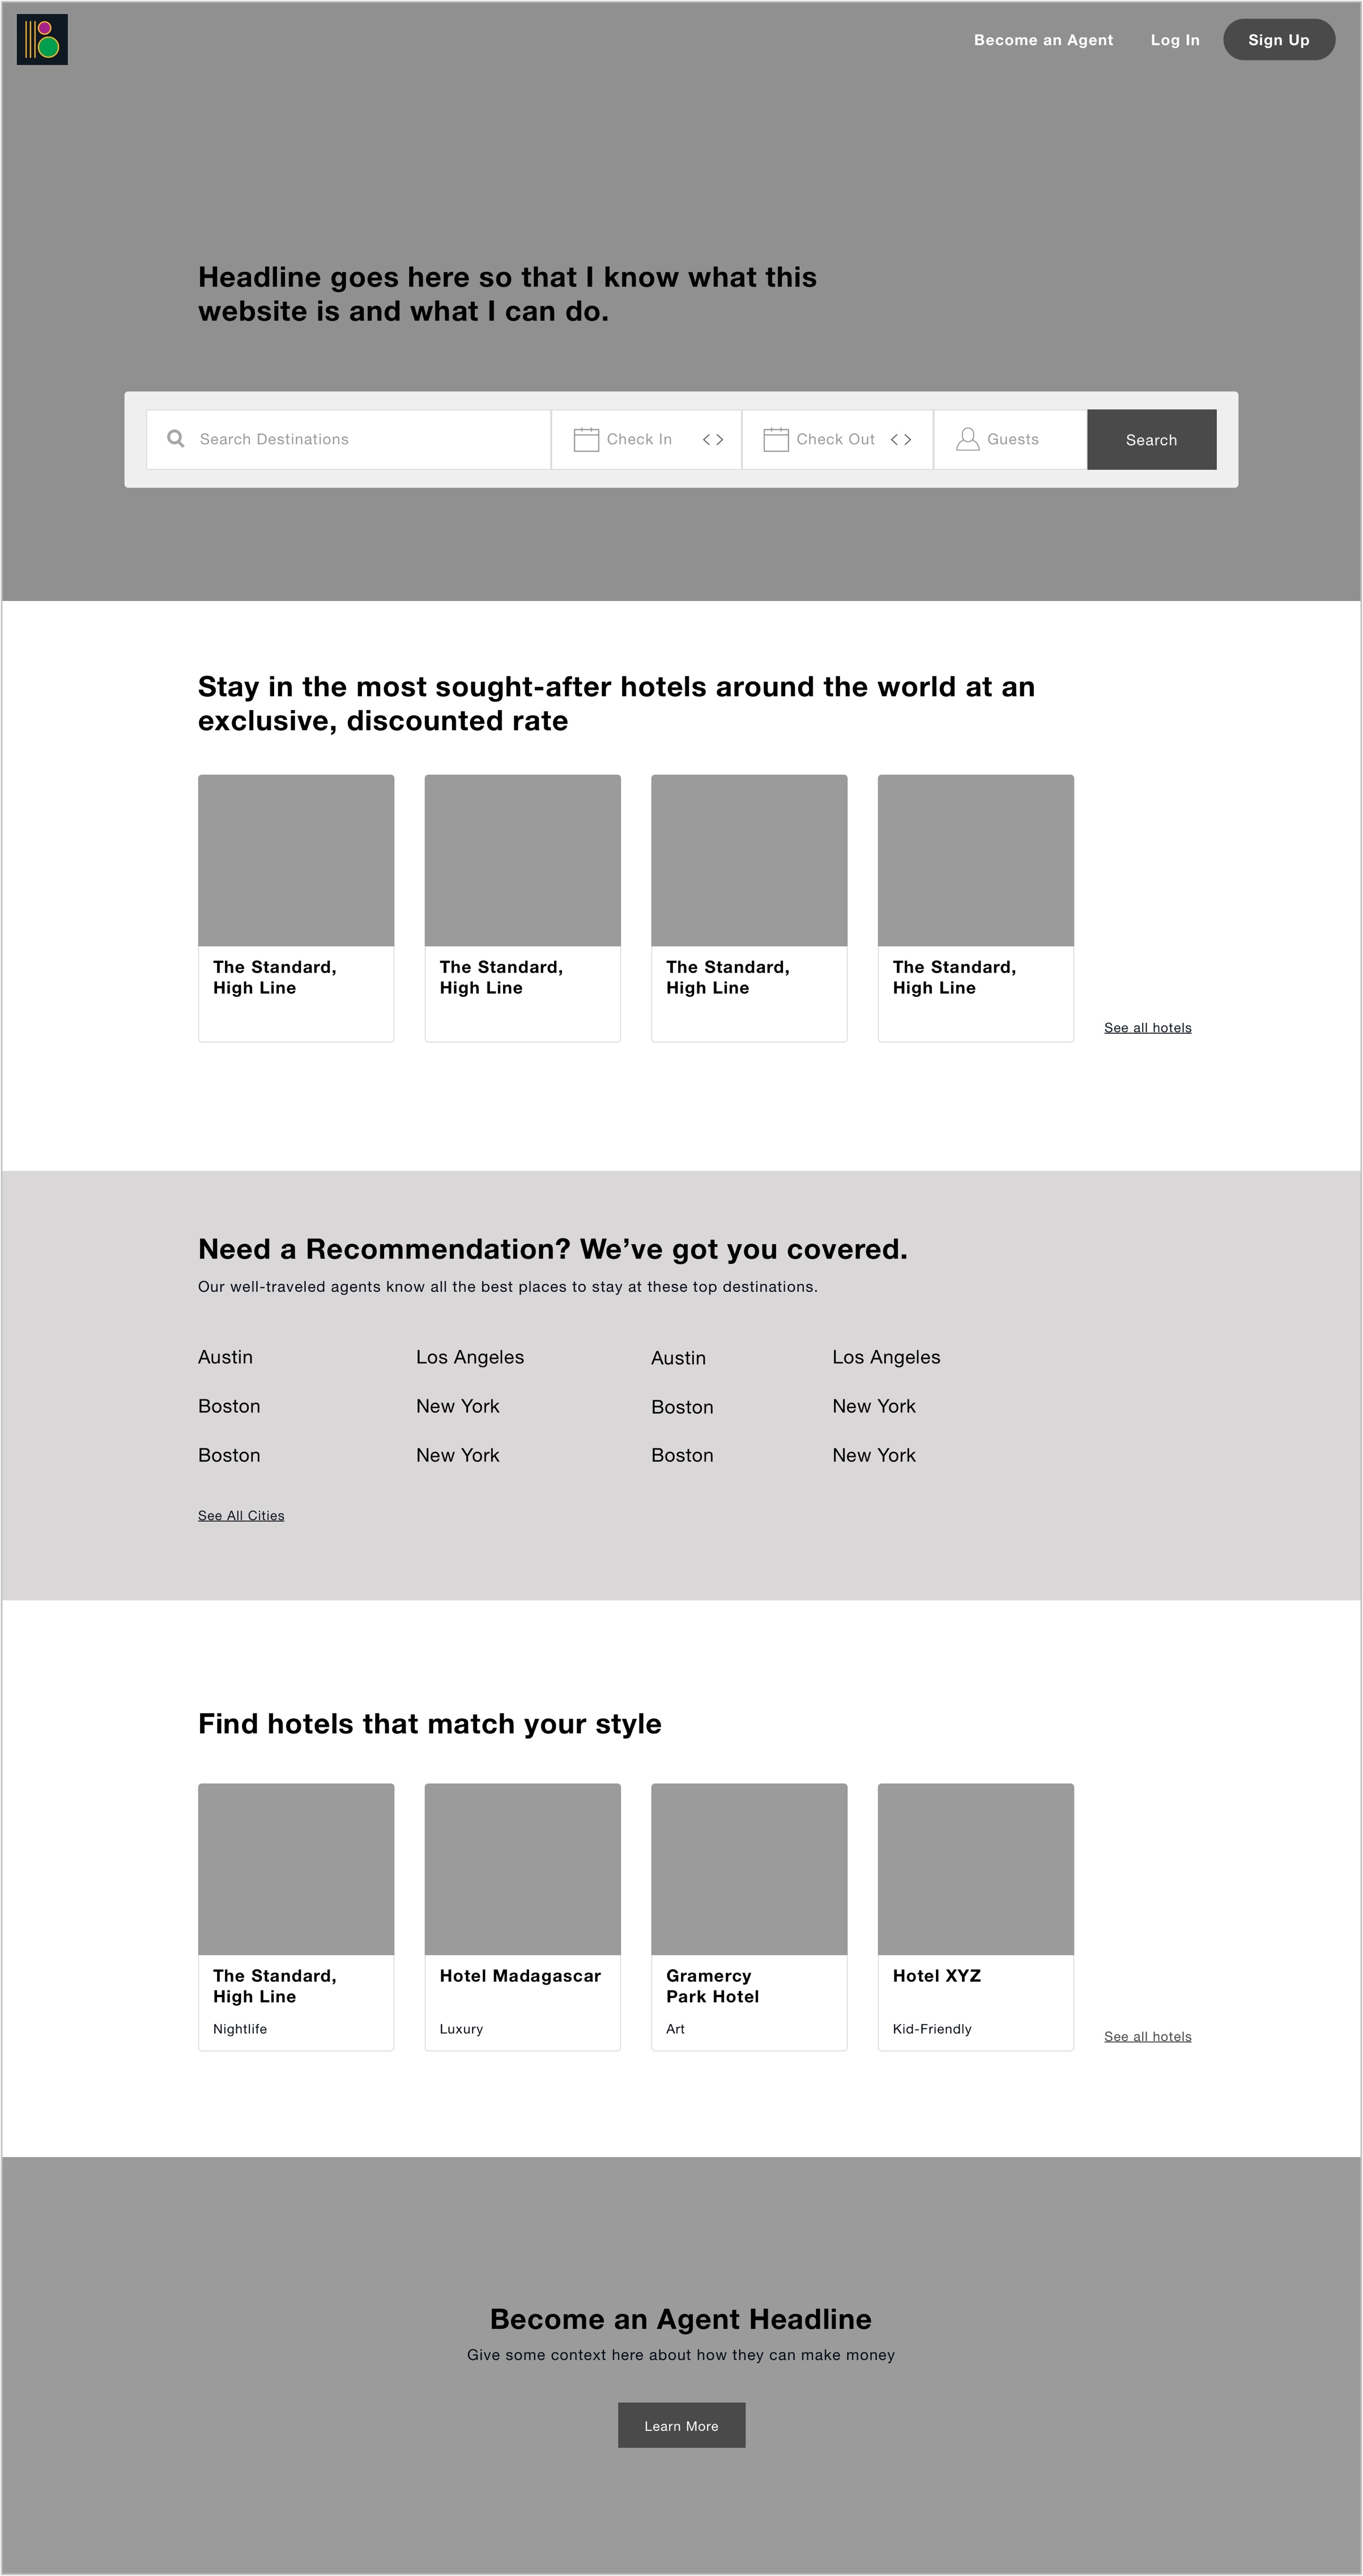 Become an Agent
Log In
Sign Up
Headline goes here so that I know what this
website is and what I can do.
Search Destinations
Check In
Check Out
Guests
Search
Stay in the most sought-after hotels around the world at an
exclusive, discounted rate
The Standard,
High Line
The Standard,
High Line
The Standard,
High Line
The Standard,
High Line
See all hotels
Need a Recommendation? We’ve got you covered.
Our well-traveled agents know all the best places to stay at these top destinations.
Austin
Los Angeles
Austin
Los Angeles
Boston
New York
Boston
New York
Boston
New York
Boston
New York
See All Cities
Find hotels that match your style
The Standard,
High Line
Nightlife
Hotel Madagascar
Luxury
Gramercy
Park Hotel
Art
Hotel XYZ
Kid-Friendly
See all hotels
Become an Agent Headline
Give some context here about how they can make money
Learn More